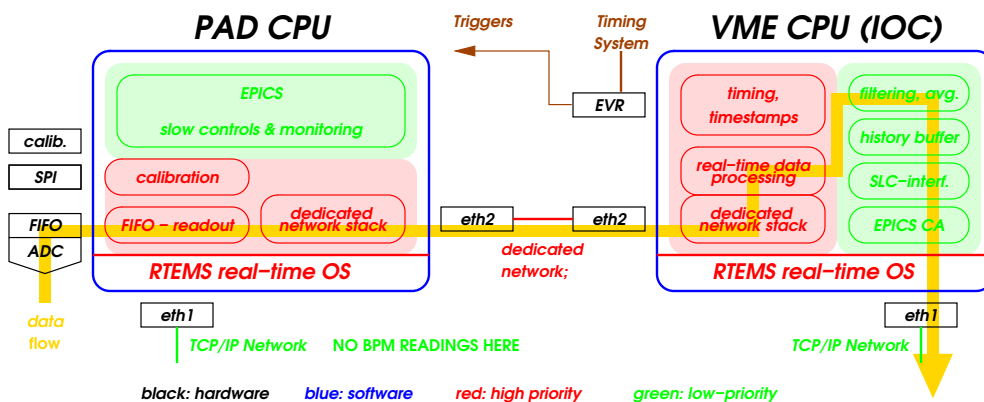 PAD CPU
Triggers
Timing
System
VME CPU (IOC)
EPICS
slow controls & monitoring
EVR
timing,
timestamps
filtering, avg.
calib.
history buffer
SPI
calibration
real-time data
processing
SLC-interf.
FIFO
ADC
FIFO - readout
dedicated
network stack
eth2
eth2
dedicated
network stack
EPICS CA
dedicated
network;
RTEMS real-time OS
RTEMS real-time OS
data
flow
eth1
eth1
TCP/IP Network
NO BPM READINGS HERE
TCP/IP Network
black: hardware
blue: software
red: high priority
green: low-priority